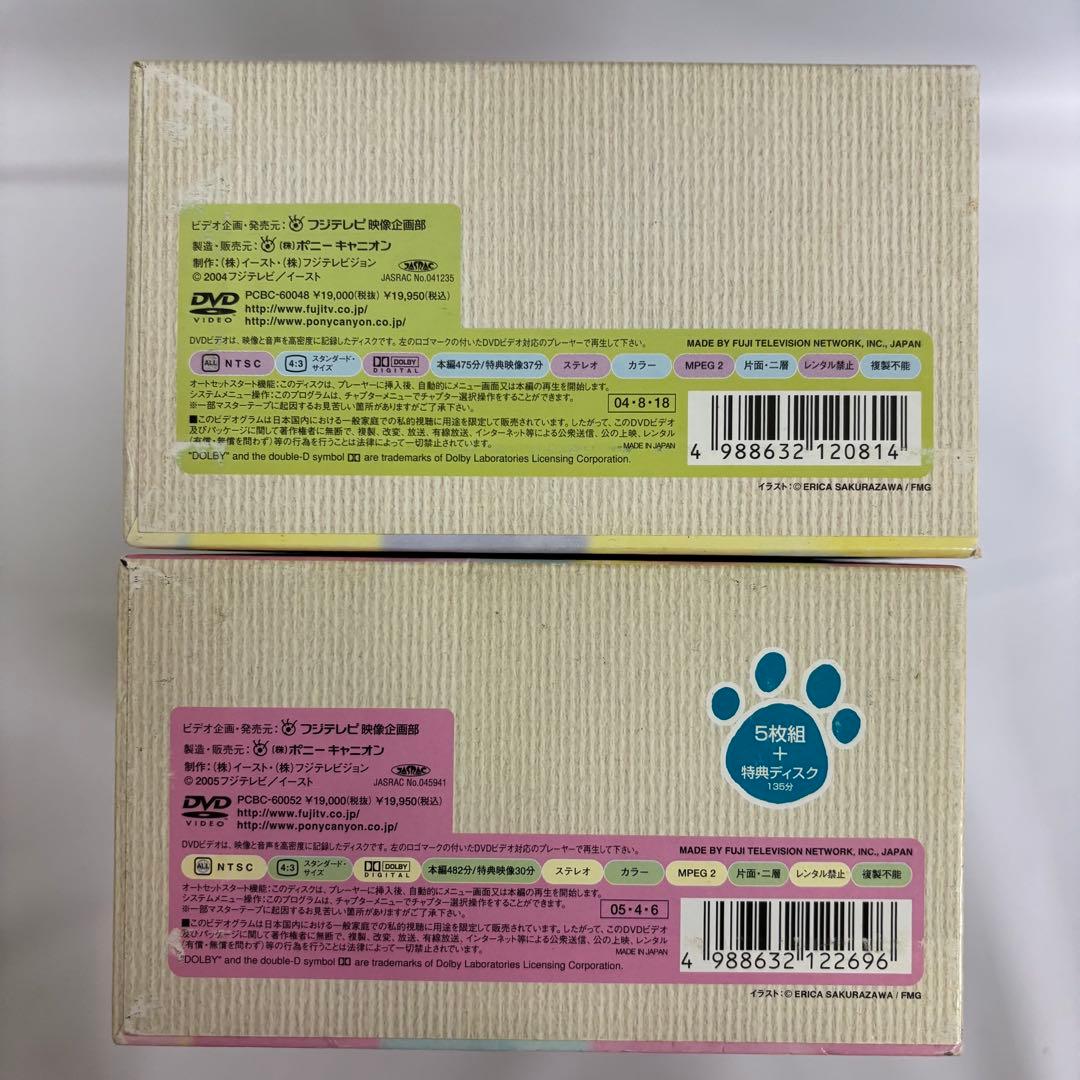 ビデオ企画・発売元：フジテレビ 映像企画部
製造・販売元：(株)ポニー キャニオン
制作：(株)イースト・(株)フジテレビジョン
© 2004フジテレビ／イースト
JASRAC
JASRAC No.041235
DVD
VIDEO
PCBC-60048 ¥19,000(税抜) ¥19,950(税込)
http://www.fujitv.co.jp/
http://www.ponycanyon.co.jp/
DVDビデオは、映像と音声を高密度に記録したディスクです。左のロゴマークの付いたDVDビデオ対応のプレーヤーで再生して下さい。
MADE BY FUJI TELEVISION NETWORK, INC., JAPAN
ALL NTSC 4:3 スタンダード・サイズ DOLBY DIGITAL 本編475分/特典映像37分 ステレオ カラー MPEG 2 片面・二層 レンタル禁止 複製不能
オートセットスタート機能：このディスクは、プレーヤーに挿入後、自動的にメニュー画面又は本編の再生を開始します。
システムメニュー操作：このプログラムは、チャプターメニューでチャプター選択操作をすることができます。
※一部マスターテープに起因するお見苦しい箇所がありますがご了承下さい。
04・8・18
■このビデオグラムは日本国内における一般家庭での私的視聴に用途を限定して販売されています。したがって、このDVDビデオ
及びパッケージに関して著作権者に無断で、複製、改変、放送、有線放送、インターネット等による公衆送信、公の上映、レンタル
(有償・無償を問わず)等の行為を行うことは法律によって一切禁止されています。
MADE IN JAPAN
"DOLBY" and the double-D symbol are trademarks of Dolby Laboratories Licensing Corporation.
4 988632 120814
イラスト：© ERICA SAKURAZAWA / FMG
5枚組
+
特典ディスク
135分
ビデオ企画・発売元：フジテレビ 映像企画部
製造・販売元：(株)ポニー キャニオン
制作：(株)イースト・(株)フジテレビジョン
© 2005フジテレビ／イースト
JASRAC
JASRAC No.045941
DVD
VIDEO
PCBC-60052 ¥19,000(税抜) ¥19,950(税込)
http://www.fujitv.co.jp/
http://www.ponycanyon.co.jp/
DVDビデオは、映像と音声を高密度に記録したディスクです。左のロゴマークの付いたDVDビデオ対応のプレーヤーで再生して下さい。
MADE BY FUJI TELEVISION NETWORK, INC., JAPAN
ALL NTSC 4:3 スタンダード・サイズ DOLBY DIGITAL 本編482分/特典映像30分 ステレオ カラー MPEG 2 片面・二層 レンタル禁止 複製不能
オートセットスタート機能：このディスクは、プレーヤーに挿入後、自動的にメニュー画面又は本編の再生を開始します。
システムメニュー操作：このプログラムは、チャプターメニューでチャプター選択操作をすることができます。
※一部マスターテープに起因するお見苦しい箇所がありますがご了承下さい。
05・4・6
■このビデオグラムは日本国内における一般家庭での私的視聴に用途を限定して販売されています。したがって、このDVDビデオ
及びパッケージに関して著作権者に無断で、複製、改変、放送、有線放送、インターネット等による公衆送信、公の上映、レンタル
(有償・無償を問わず)等の行為を行うことは法律によって一切禁止されています。
MADE IN JAPAN
"DOLBY" and the double-D symbol are trademarks of Dolby Laboratories Licensing Corporation.
4 988632 122696
イラスト：© ERICA SAKURAZAWA / FMG